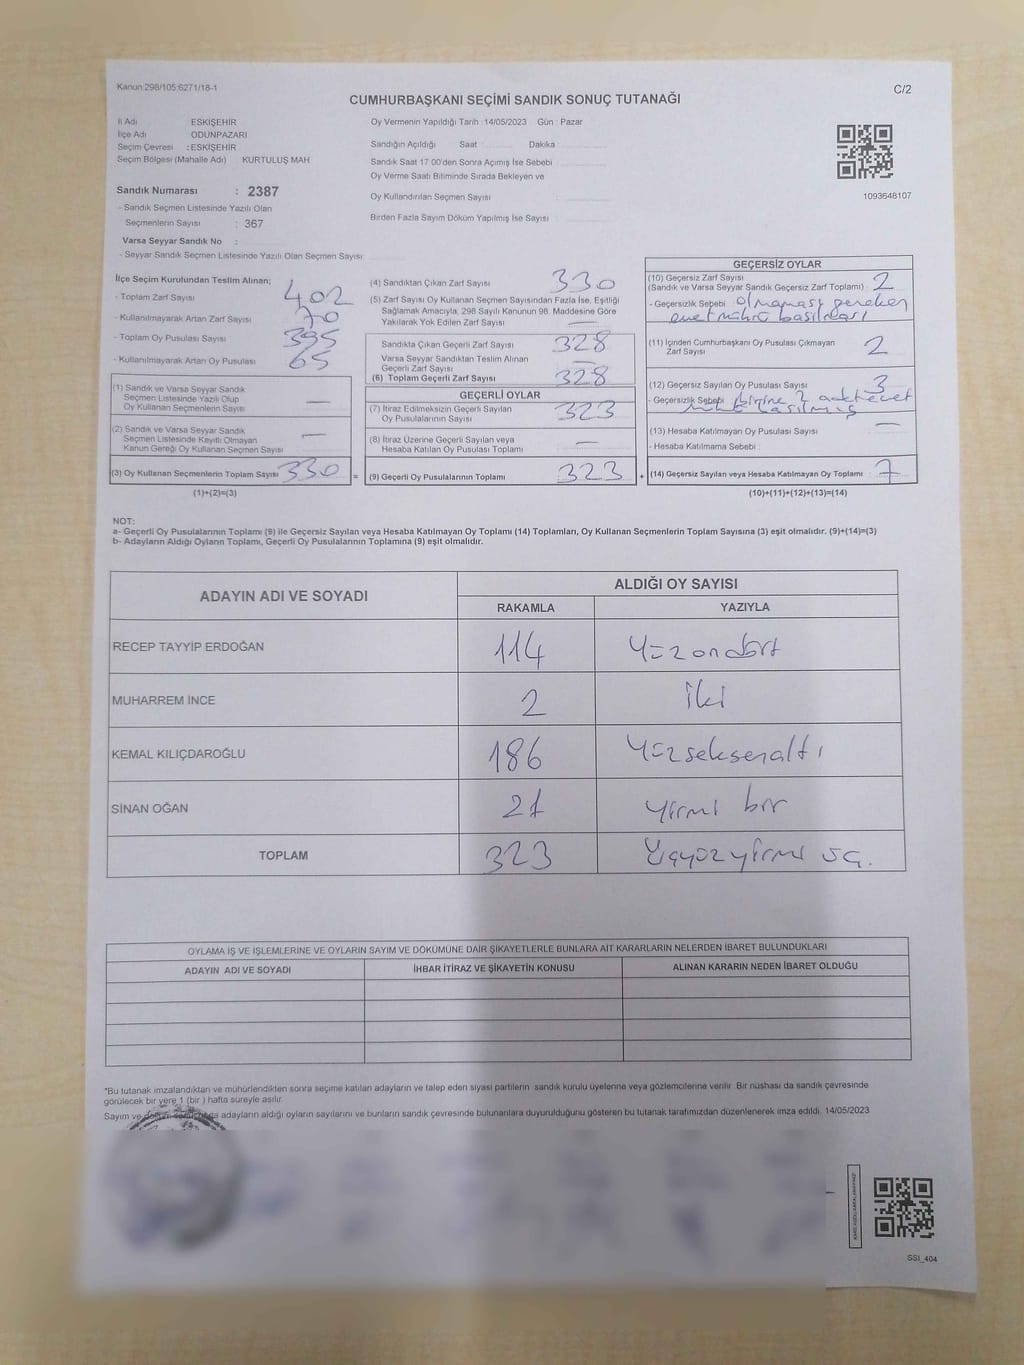 Kanun:298/105:6271/18-1
C/2
CUMHURBAŞKANI SEÇİMİ SANDIK SONUÇ TUTANAĞI
İl Adı ESKİŞEHİR
İlçe Adı ODUNPAZARI
Seçim Çevresi : ESKİŞEHİR
Seçim Bölgesi (Mahalle Adı) KURTULUŞ MAH
Sandık Numarası : 2387
- Sandık Seçmen Listesinde Yazılı Olan
Seçmenlerin Sayısı : 367
Varsa Seyyar Sandık No :
- Seyyar Sandık Seçmen Listesinde Yazılı Olan Seçmen Sayısı:
Oy Vermenin Yapıldığı Tarih 14/05/2023 Gün : Pazar
Sandığın Açıldığı Saat Dakika
Sandık Saat 17 00'den Sonra Açımış İse Sebebi
Oy Verme Saati Bitiminde Sırada Bekleyen ve
Oy Kullandırılan Seçmen Sayısı
Birden Fazla Sayım Döküm Yapılmış İse Sayısı
1093648107
İlçe Seçim Kurulundan Teslim Alınan;
- Toplam Zarf Sayısı 402
- Kullanılmayarak Artan Zarf Sayısı 70
- Toplam Oy Pusulası Sayısı 395
- Kullanılmayarak Artan Oy Pusulası 65
(1) Sandık ve Varsa Seyyar Sandık
Seçmen Listesinde Yazılı Olup
Oy Kullanan Seçmenlerin Sayısı —
(2) Sandık ve Varsa Seyyar Sandık
Seçmen Listesinde Kayıtlı Olmayan
Kanun Gereği Oy Kullanan Seçmen Sayısı —
(3) Oy Kullanan Seçmenlerin Toplam Sayısı 330
(1)+(2)=(3)
(4) Sandıktan Çıkan Zarf Sayısı 330
(5) Zarf Sayısı Oy Kullanan Seçmen Sayısından Fazla İse, Eşitliği
Sağlamak Amacıyla, 298 Sayılı Kanunun 98. Maddesine Göre
Yakılarak Yok Edilen Zarf Sayısı —
Sandıkta Çıkan Geçerli Zarf Sayısı 328
Varsa Seyyar Sandıktan Teslim Alınan
Geçerli Zarf Sayısı —
(6) Toplam Geçerli Zarf Sayısı 328
GEÇERLİ OYLAR
(7) İtiraz Edilmeksizin Geçerli Sayılan
Oy Pusulasının Sayısı 323
(8) İtiraz Üzerine Geçerli Sayılan veya
Hesaba Katılan Oy Pusulası Toplamı —
= (9) Geçerli Oy Pusulalarının Toplamı 323 +
GEÇERSİZ OYLAR
(10) Geçersiz Zarf Sayısı
(Sandık ve Varsa Seyyar Sandık Geçersiz Zarf Toplamı) 2
- Geçersizlik Sebebi olmaması gereken
evet mührü basılması
(11) İçinden Cumhurbaşkanı Oy Pusulası Çıkmayan
Zarf Sayısı 2
(12) Geçersiz Sayılan Oy Pusulası Sayısı 3
- Geçersizlik Sebebi birine 2 adet evet
basılmış
(13) Hesaba Katılmayan Oy Pusulası Sayısı —
- Hesaba Katılmama Sebebi :
(14) Geçersiz Sayılan veya Hesaba Katılmayan Oy Toplamı : 7
(10)+(11)+(12)+(13)=(14)
NOT:
a- Geçerli Oy Pusulalarının Toplamı (9) ile Geçersiz Sayılan veya Hesaba Katılmayan Oy Toplamı (14) Toplamları, Oy Kullanan Seçmenlerin Toplam Sayısına (3) eşit olmalıdır. (9)+(14)=(3)
b- Adayların Aldığı Oyların Toplamı, Geçerli Oy Pusulalarının Toplamına (9) eşit olmalıdır.
ADAYIN ADI VE SOYADI ALDIĞI OY SAYISI
RAKAMLA YAZIYLA
RECEP TAYYİP ERDOĞAN 114 Yüzondört
MUHARREM İNCE 2 İki
KEMAL KILIÇDAROĞLU 186 Yüzseksenaltı
SİNAN OĞAN 21 Yirmi bir
TOPLAM 323 Üçyüzyirmi üç.
OYLAMA İŞ VE İŞLEMLERİNE VE OYLARIN SAYIM VE DÖKÜMÜNE DAİR ŞİKAYETLERLE BUNLARA AİT KARARLARIN NELERDEN İBARET BULUNDUKLARI
ADAYIN ADI VE SOYADI İHBAR İTİRAZ VE ŞİKAYETİN KONUSU ALINAN KARARIN NEDEN İBARET OLDUĞU
*Bu tutanak imzalandıktan ve mühürlendikten sonra seçime katılan adayların ve talep eden siyasi partilerin sandık kurulu üyelerine veya gözlemcilerine verilir. Bir nüshası da sandık çevresinde
görülecek bir yere 1 (bir ) hafta süreyle asılır.
Sayım ve adayların aldığı oyların sayılarını ve bunların sandık çevresinde bulunanlara duyurulduğunu gösteren bu tutanak tarafımızdan düzenlenerek imza edildi. 14/05/2023
SSI_404